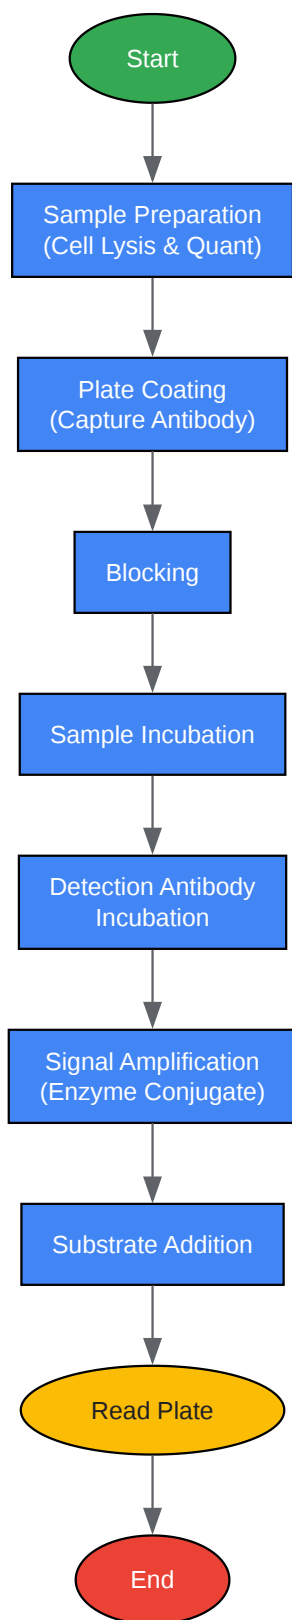 Start
Sample Preparation
(Cell Lysis & Quant)
Plate Coating
(Capture Antibody)
Blocking
Sample Incubation
Detection Antibody
Incubation
Signal Amplification
(Enzyme Conjugate)
Substrate Addition
Read Plate
End